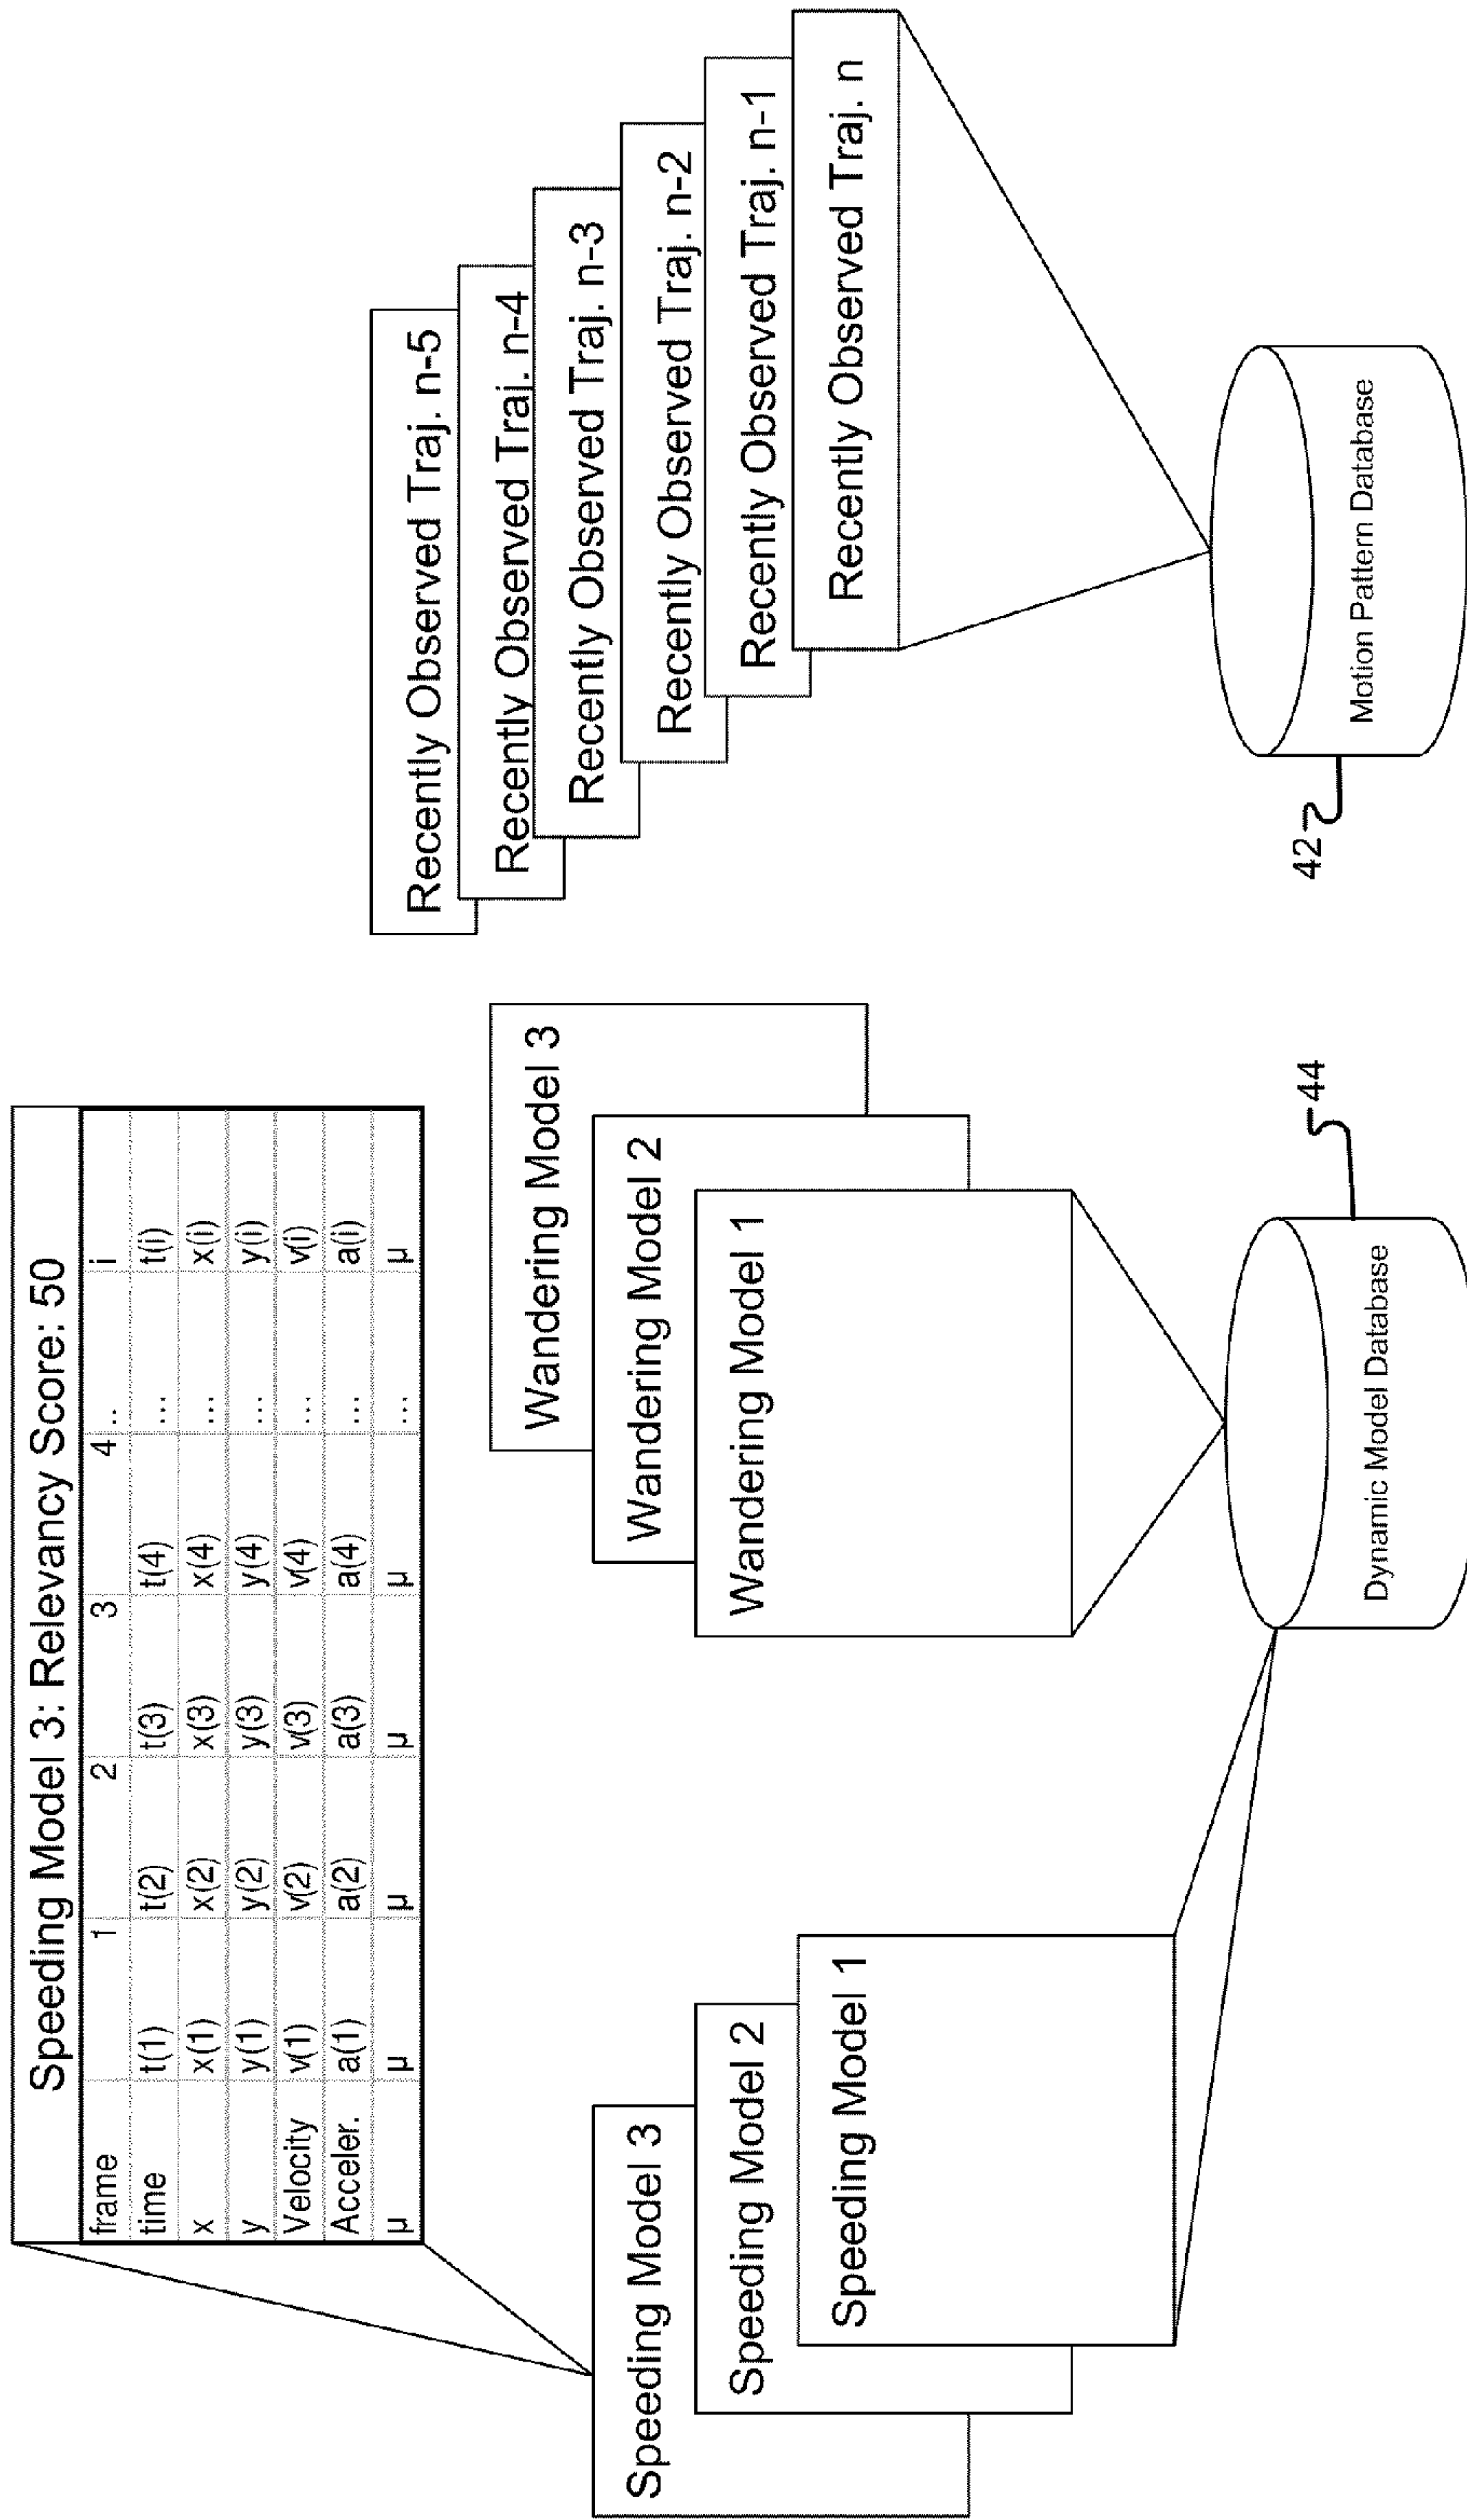 Speeding Model 3: Relevancy Score: 50
frame 1 2 3 4 .. i
time t(1) t(2) t(3) t(4) ... t(i)
x x(1) x(2) x(3) x(4) ... x(i)
y y(1) y(2) y(3) y(4) ... y(i)
Velocity v(1) v(2) v(3) v(4) ... v(i)
Acceler. a(1) a(2) a(3) a(4) ... a(i)
μ μ μ μ μ ... μ
Speeding Model 3
Speeding Model 2
Speeding Model 1
Wandering Model 3
Wandering Model 2
Wandering Model 1
Dynamic Model Database
44
Recently Observed Traj. n-5
Recently Observed Traj. n-4
Recently Observed Traj. n-3
Recently Observed Traj. n-2
Recently Observed Traj. n-1
Recently Observed Traj. n
Motion Pattern Database
42